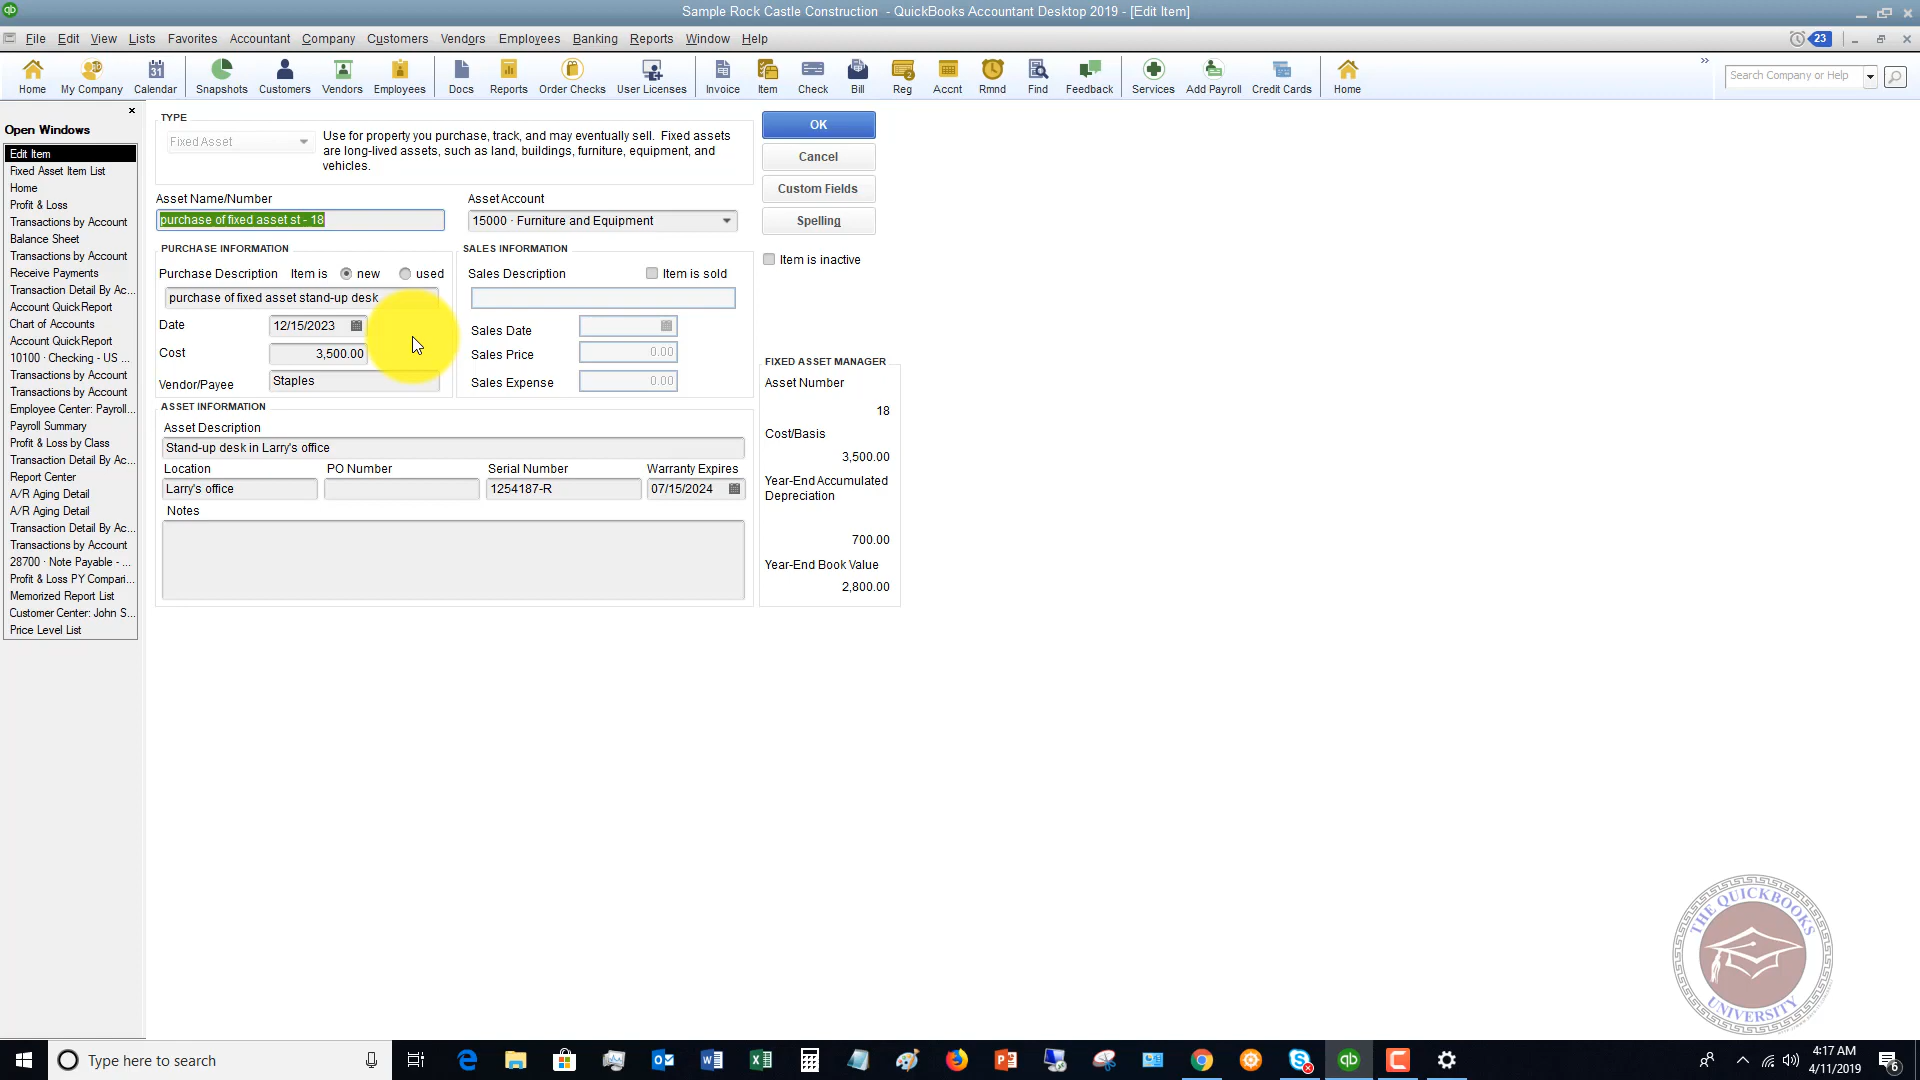 Sample Rock Castle Construction - QuickBooks Accountant Desktop 2019 - [Edit Item]
File Edit View Lists Favorites Accountant Company Customers Vendors Employees Banking Reports Window Help
23
Home My Company Calendar Snapshots Customers Vendors Employees Docs Reports Order Checks User Licenses Invoice Item Check Bill Reg Accnt Rmnd Find Feedback Services Add Payroll Credit Cards Home
31
Search Company or Help
Open Windows
Edit Item
Fixed Asset Item List
Home
Profit & Loss
Transactions by Account
Balance Sheet
Transactions by Account
Receive Payments
Transaction Detail By Ac...
Account QuickReport
Chart of Accounts
Account QuickReport
10100 · Checking - US ...
Transactions by Account
Transactions by Account
Employee Center: Payroll...
Payroll Summary
Profit & Loss by Class
Transaction Detail By Ac...
Report Center
A/R Aging Detail
A/R Aging Detail
Transaction Detail By Ac...
Transactions by Account
28700 · Note Payable - ...
Profit & Loss PY Compari...
Memorized Report List
Customer Center: John S...
Price Level List
TYPE
Fixed Asset
Use for property you purchase, track, and may eventually sell. Fixed assets
are long-lived assets, such as land, buildings, furniture, equipment, and
vehicles.
Asset Name/Number
purchase of fixed asset st - 18
Asset Account
15000 · Furniture and Equipment
PURCHASE INFORMATION
Purchase Description Item is new used
purchase of fixed asset stand-up desk
Date 12/15/2023
Cost 3,500.00
Vendor/Payee Staples
SALES INFORMATION
Sales Description Item is sold
Sales Date
Sales Price 0.00
Sales Expense 0.00
ASSET INFORMATION
Asset Description
Stand-up desk in Larry's office
Location PO Number Serial Number Warranty Expires
Larry's office 1254187-R 07/15/2024
Notes
OK
Cancel
Custom Fields
Spelling
Item is inactive
FIXED ASSET MANAGER
Asset Number
18
Cost/Basis
3,500.00
Year-End Accumulated
Depreciation
700.00
Year-End Book Value
2,800.00
THE QUICKBOOKS
UNIVERSITY
Type here to search
4:17 AM
4/11/2019
6